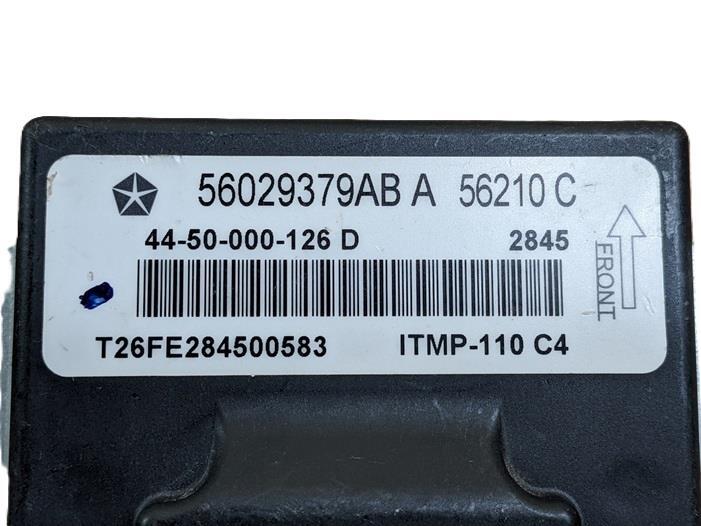 56029379AB A 56210 C
44-50-000-126 D 2845
FRONT
T26FE284500583 ITMP-110 C4